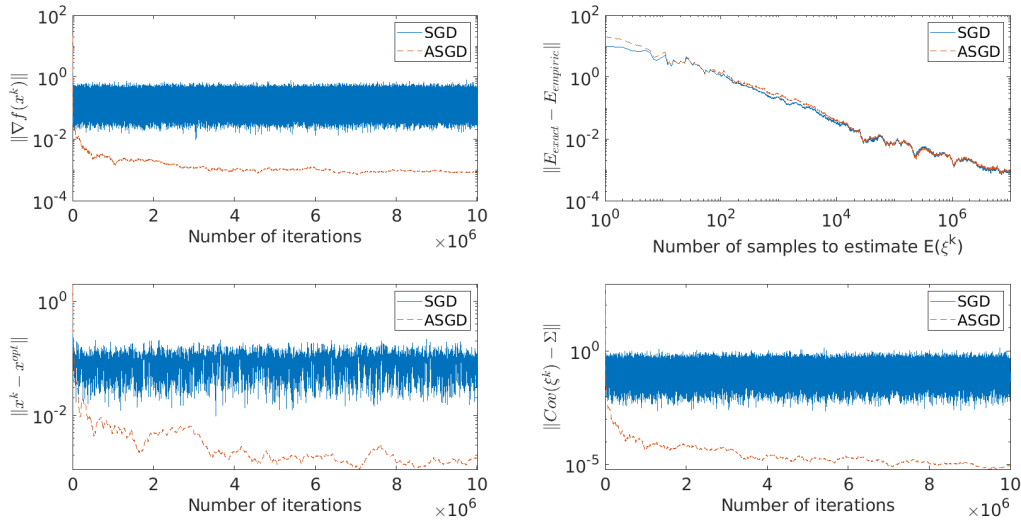 10^2
10^0
10^-2
10^-4
‖∇f(x^k)‖
SGD
ASGD
0 2 4 6 8 10
Number of iterations
×10^6
10^2
10^0
10^-2
10^-4
‖E_exact − E_empiric‖
SGD
ASGD
10^0 10^2 10^4 10^6
Number of samples to estimate E(ξ^k)
10^0
10^-2
‖x^k − x^opt‖
SGD
ASGD
0 2 4 6 8 10
Number of iterations
×10^6
10^0
10^-5
‖Cov(ξ^k) − Σ‖
SGD
ASGD
0 2 4 6 8 10
Number of iterations
×10^6